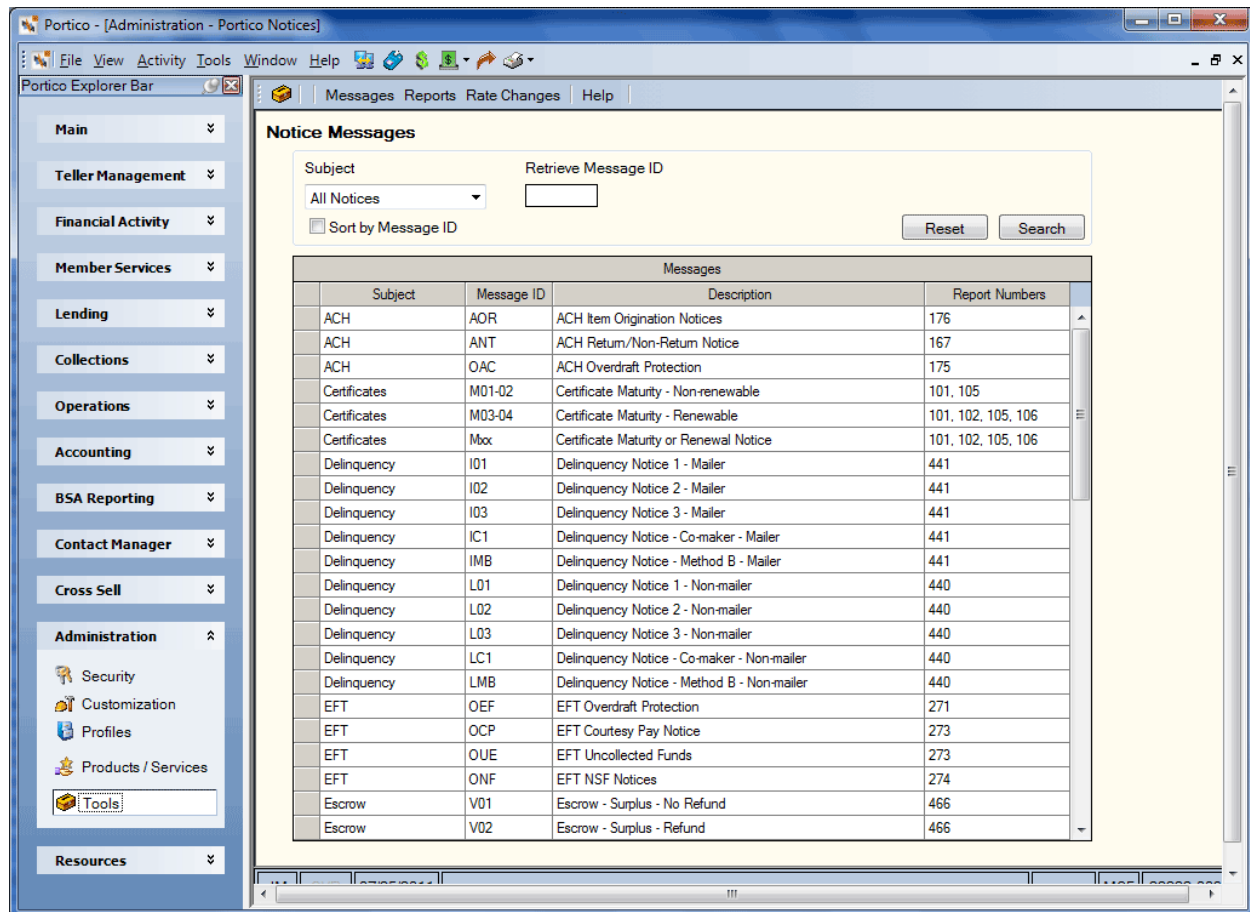 Portico - [Administration - Portico Notices]
File View Activity Tools Window Help
Portico Explorer Bar
Main
Teller Management
Financial Activity
Member Services
Lending
Collections
Operations
Accounting
BSA Reporting
Contact Manager
Cross Sell
Administration
Security
Customization
Profiles
Products / Services
Tools
Resources
Messages Reports Rate Changes Help
Notice Messages
Subject Retrieve Message ID
All Notices
Sort by Message ID Reset Search
Messages
Subject Message ID Description Report Numbers
ACH AOR ACH Item Origination Notices 176
ACH ANT ACH Return/Non-Return Notice 167
ACH OAC ACH Overdraft Protection 175
Certificates M01-02 Certificate Maturity - Non-renewable 101, 105
Certificates M03-04 Certificate Maturity - Renewable 101, 102, 105, 106
Certificates Mxx Certificate Maturity or Renewal Notice 101, 102, 105, 106
Delinquency I01 Delinquency Notice 1 - Mailer 441
Delinquency I02 Delinquency Notice 2 - Mailer 441
Delinquency I03 Delinquency Notice 3 - Mailer 441
Delinquency IC1 Delinquency Notice - Co-maker - Mailer 441
Delinquency IMB Delinquency Notice - Method B - Mailer 441
Delinquency L01 Delinquency Notice 1 - Non-mailer 440
Delinquency L02 Delinquency Notice 2 - Non-mailer 440
Delinquency L03 Delinquency Notice 3 - Non-mailer 440
Delinquency LC1 Delinquency Notice - Co-maker - Non-mailer 440
Delinquency LMB Delinquency Notice - Method B - Non-mailer 440
EFT OEF EFT Overdraft Protection 271
EFT OCP EFT Courtesy Pay Notice 273
EFT OUE EFT Uncollected Funds 273
EFT ONF EFT NSF Notices 274
Escrow V01 Escrow - Surplus - No Refund 466
Escrow V02 Escrow - Surplus - Refund 466